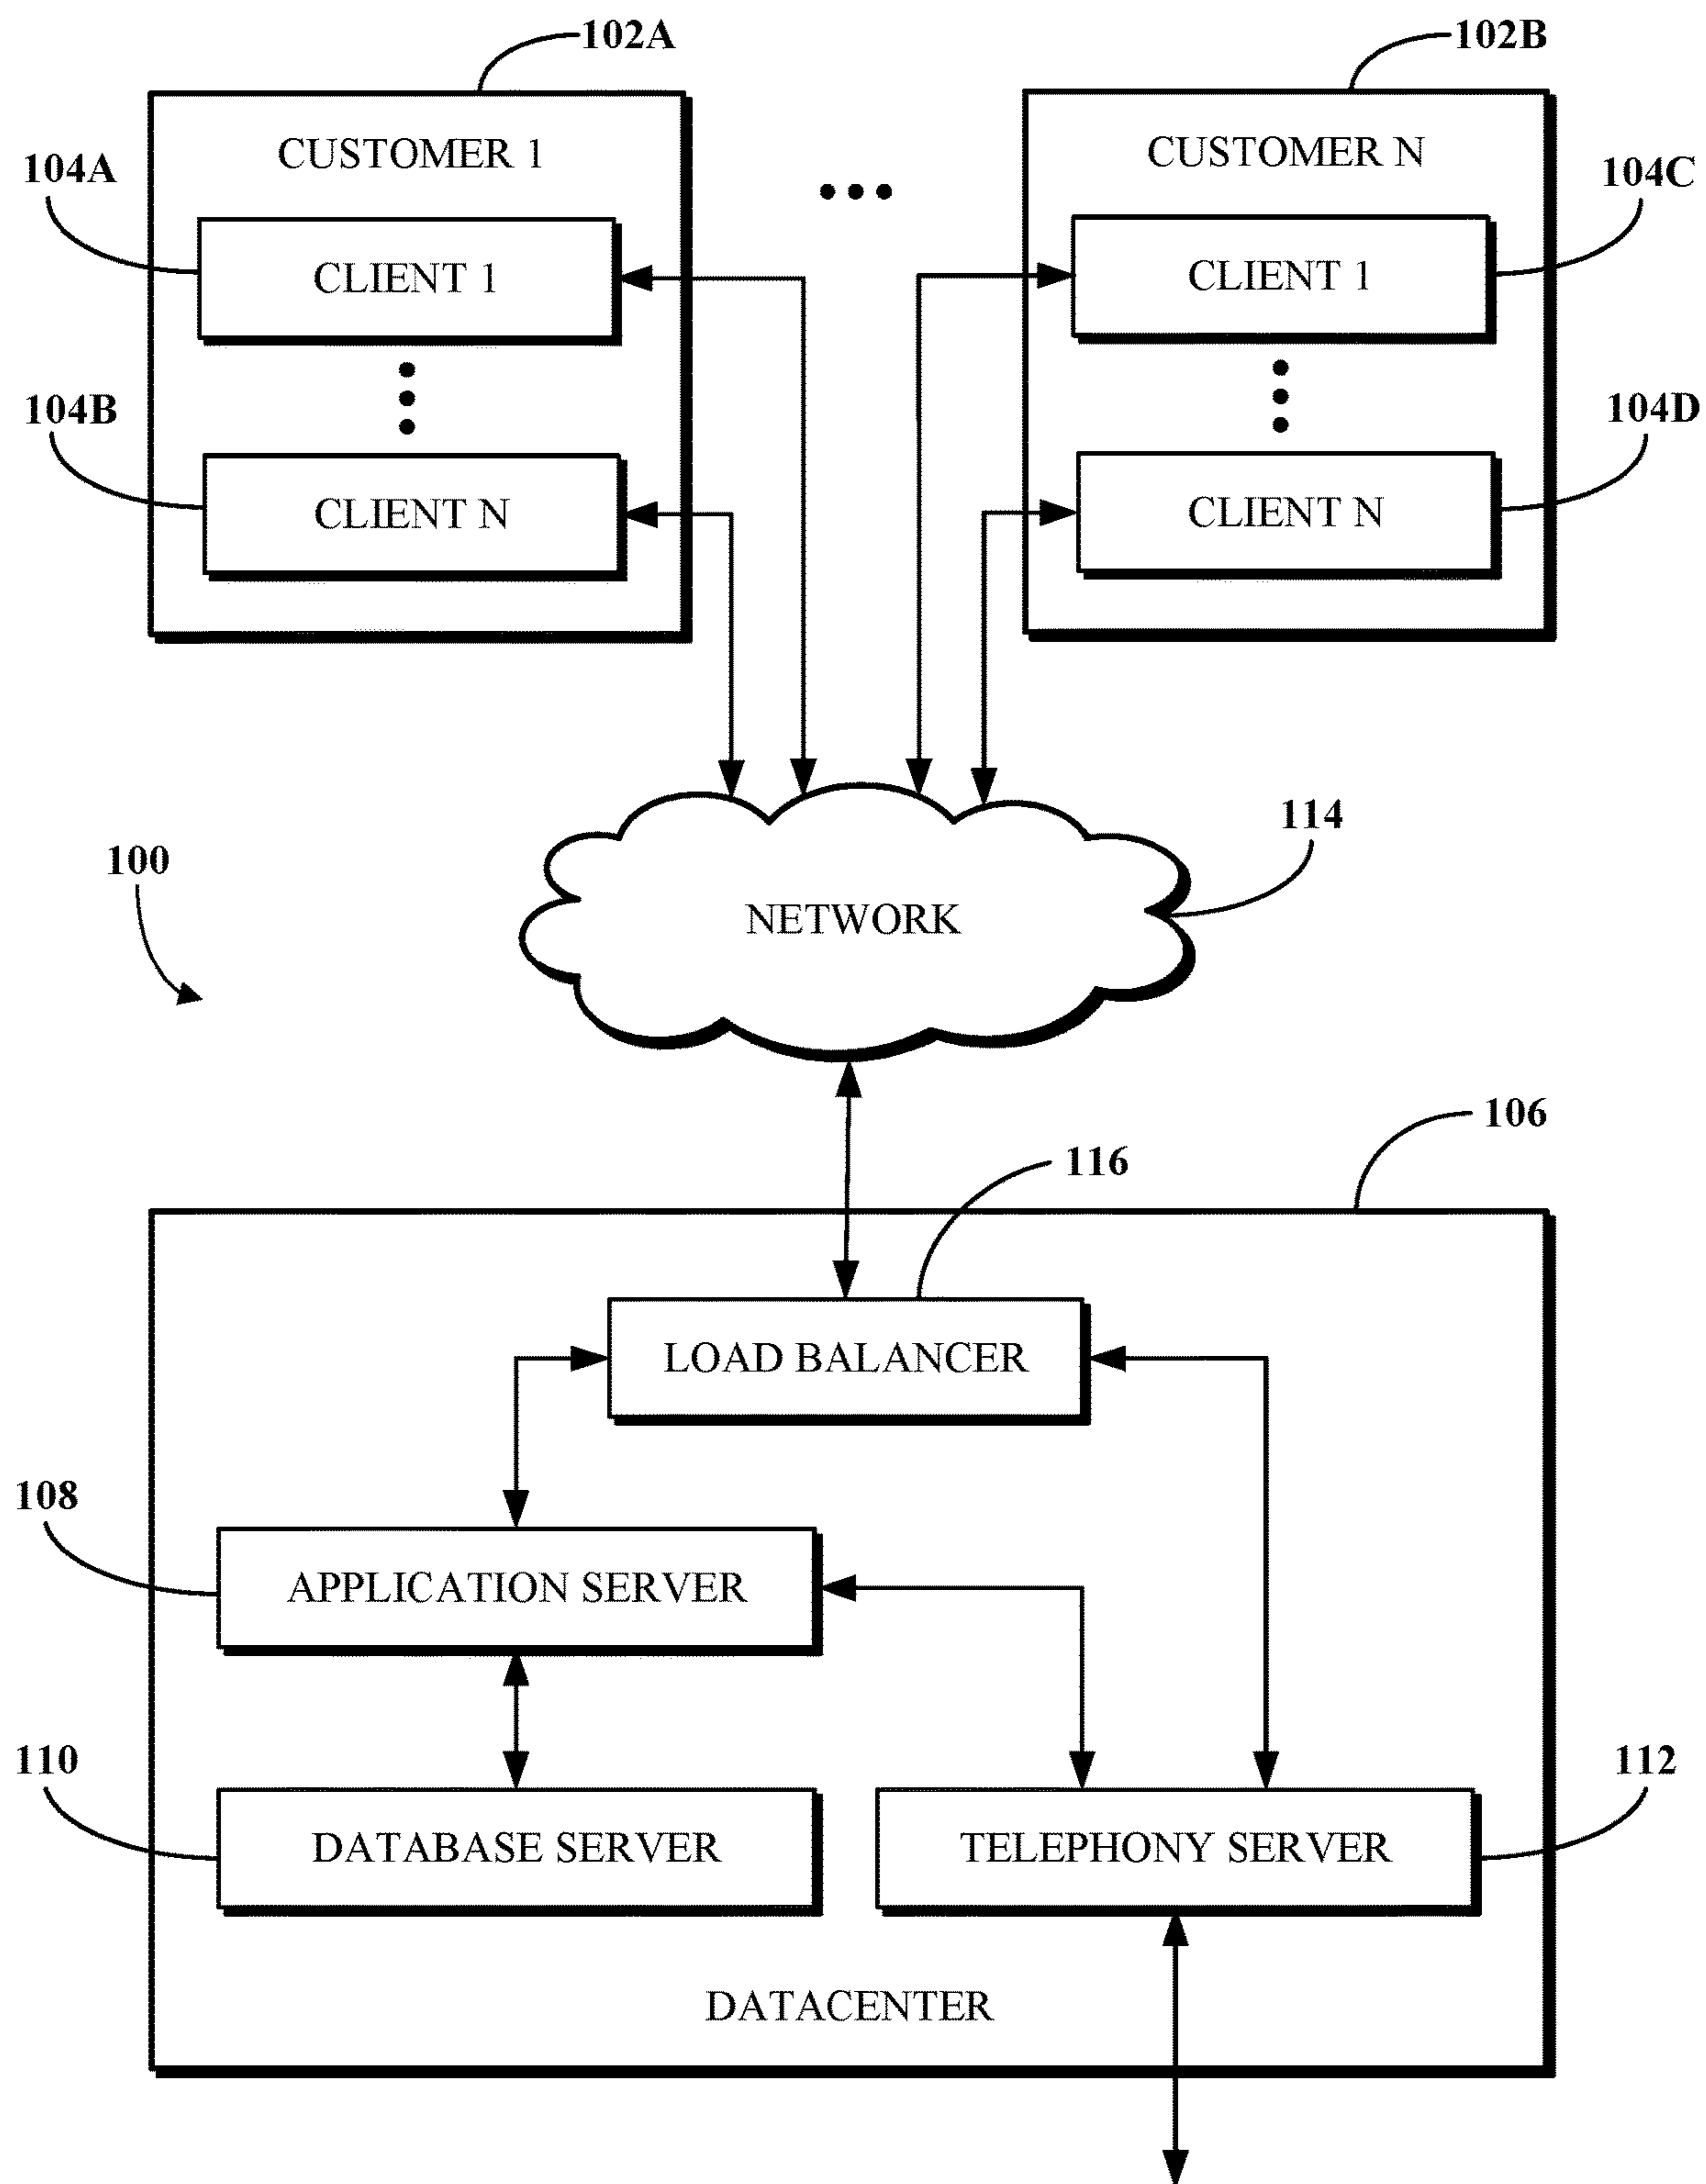 102A
102B
CUSTOMER 1
CUSTOMER N
104A
104C
CLIENT 1
CLIENT 1
104B
104D
CLIENT N
CLIENT N
114
100
NETWORK
106
116
LOAD BALANCER
108
APPLICATION SERVER
110
112
DATABASE SERVER
TELEPHONY SERVER
DATACENTER